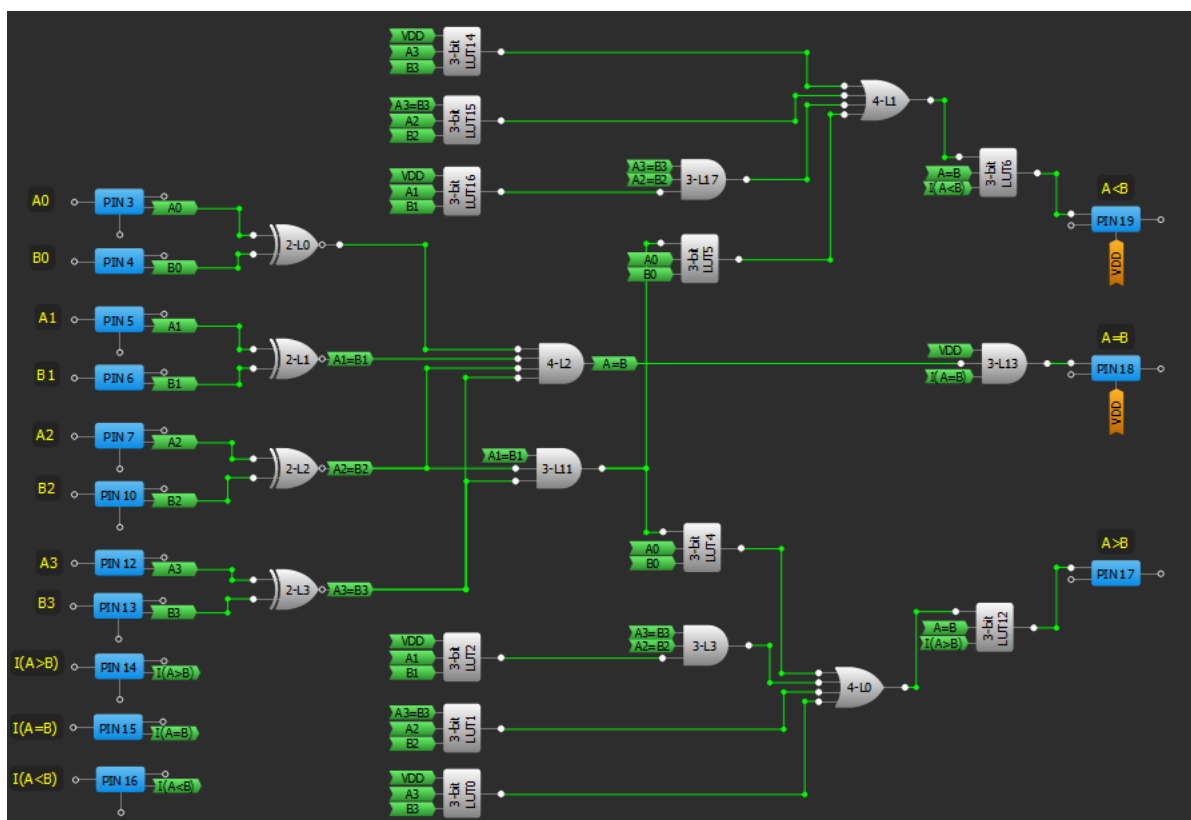 VDD
A3
B3
3-bit LUT14
A3=B3
A2
B2
3-bit LUT15
VDD
A1
B1
3-bit LUT16
A3=B3
A2=B2
3-L17
4-L1
A=B
I(A<B)
3-bit LUT6
A<B
PIN 19
VDD
A0
PIN 3
A0
B0
PIN 4
B0
2-L0
A0
B0
3-bit LUT5
A1
PIN 5
A1
B1
PIN 6
B1
2-L1
A1=B1
4-L2
A=B
VDD
I(A=B)
3-L13
A=B
PIN 18
VDD
A2
PIN 7
A2
B2
PIN 10
B2
2-L2
A2=B2
A1=B1
3-L11
A3
PIN 12
A3
B3
PIN 13
B3
2-L3
A3=B3
A0
B0
3-bit LUT4
A>B
PIN 17
I(A>B)
PIN 14
I(A>B)
I(A=B)
PIN 15
I(A=B)
I(A<B)
PIN 16
I(A<B)
VDD
A1
B1
3-bit LUT2
A3=B3
A2=B2
3-L3
4-L0
A=B
I(A>B)
3-bit LUT12
A3=B3
A2
B2
3-bit LUT1
VDD
A3
B3
3-bit LUT0